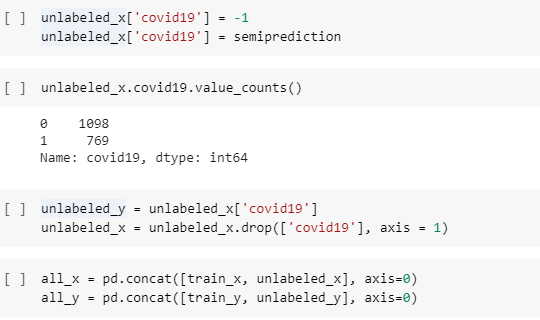 [ ] unlabeled_x['covid19'] = -1
unlabeled_x['covid19'] = semiprediction
[ ] unlabeled_x.covid19.value_counts()
0    1098
1     769
Name: covid19, dtype: int64
[ ] unlabeled_y = unlabeled_x['covid19']
unlabeled_x = unlabeled_x.drop(['covid19'], axis = 1)
[ ] all_x = pd.concat([train_x, unlabeled_x], axis=0)
all_y = pd.concat([train_y, unlabeled_y], axis=0)